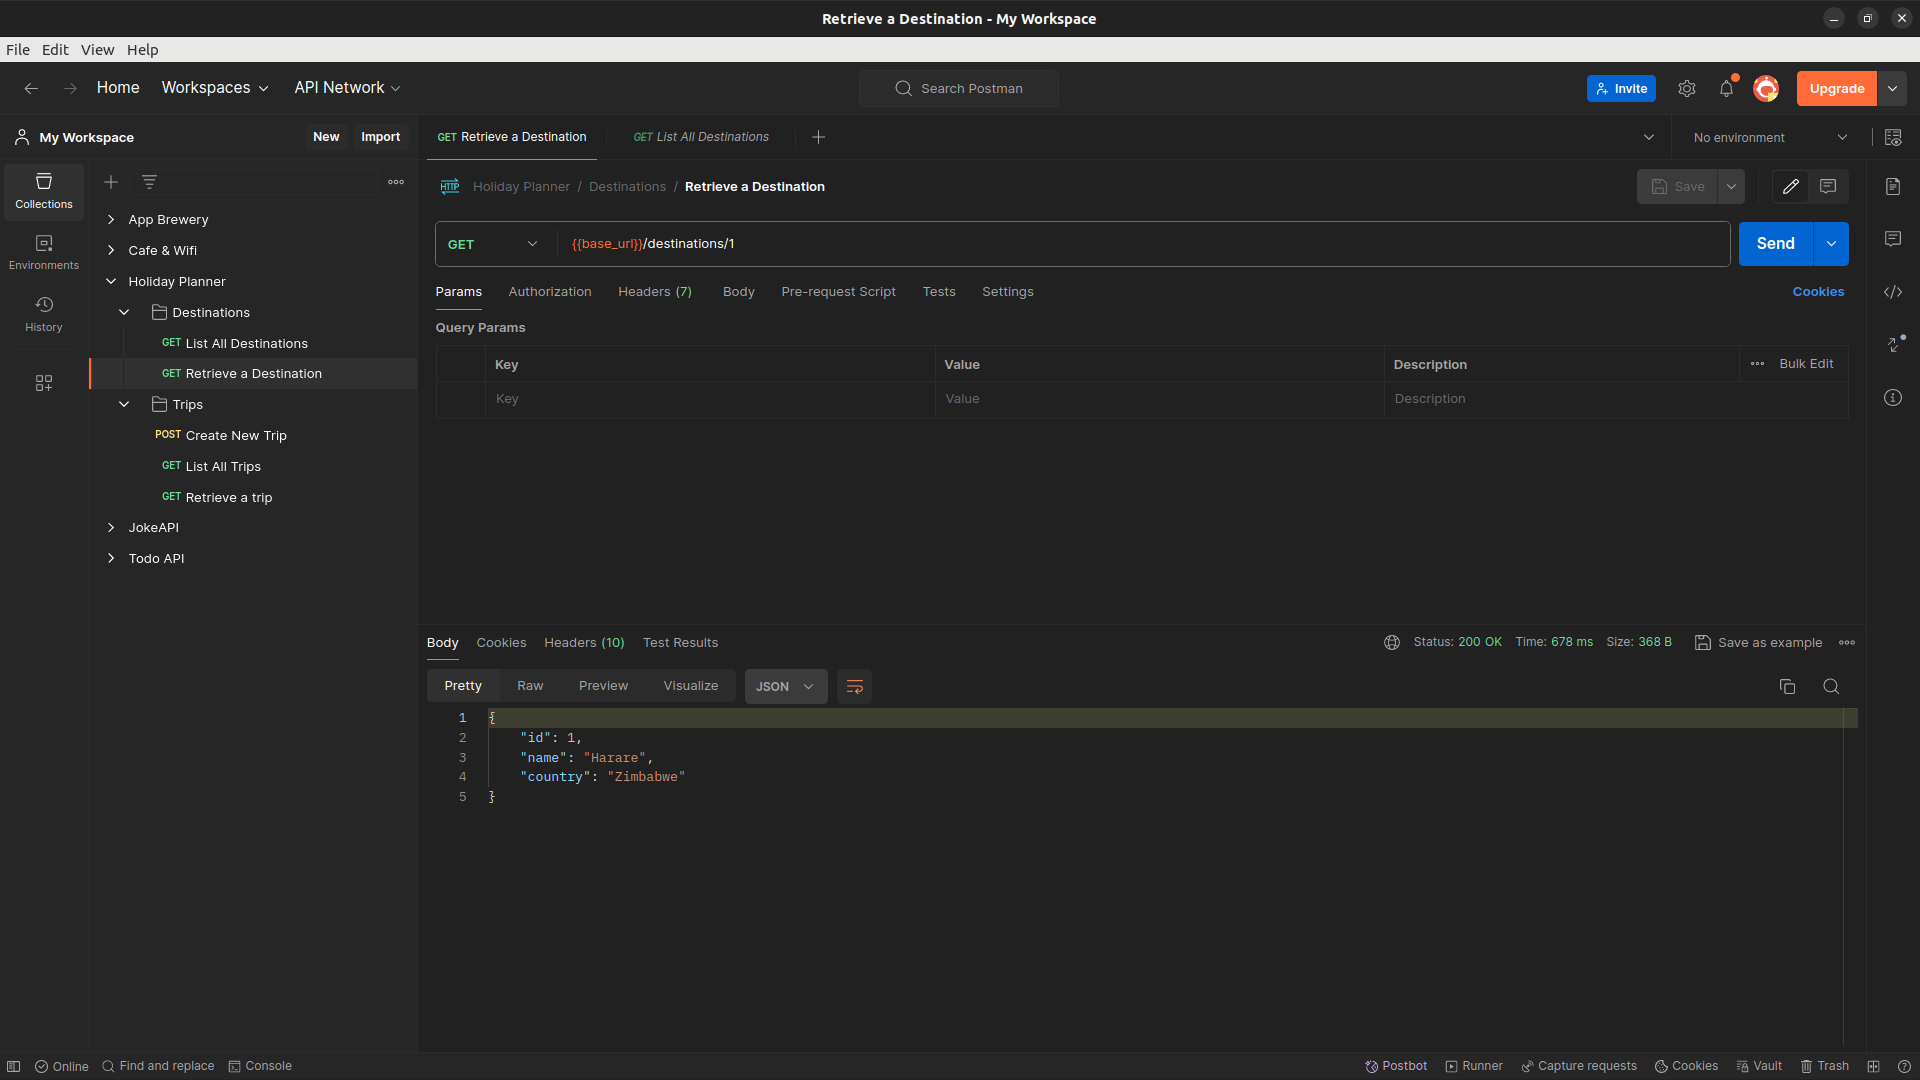 Retrieve a Destination - My Workspace
File Edit View Help
Home Workspaces API Network Search Postman Invite Upgrade
My Workspace New Import GET Retrieve a Destination GET List All Destinations No environment
Collections
Environments
History
App Brewery
Cafe & Wifi
Holiday Planner
Destinations
GET List All Destinations
GET Retrieve a Destination
Trips
POST Create New Trip
GET List All Trips
GET Retrieve a trip
JokeAPI
Todo API
HTTP Holiday Planner / Destinations / Retrieve a Destination Save
GET {{base_url}}/destinations/1 Send
Params Authorization Headers (7) Body Pre-request Script Tests Settings Cookies
Query Params
Key Value Description Bulk Edit
Key Value Description
Body Cookies Headers (10) Test Results Status: 200 OK Time: 678 ms Size: 368 B Save as example
Pretty Raw Preview Visualize JSON
1 {
2 "id": 1,
3 "name": "Harare",
4 "country": "Zimbabwe"
5 }
Online Find and replace Console Postbot Runner Capture requests Cookies Vault Trash